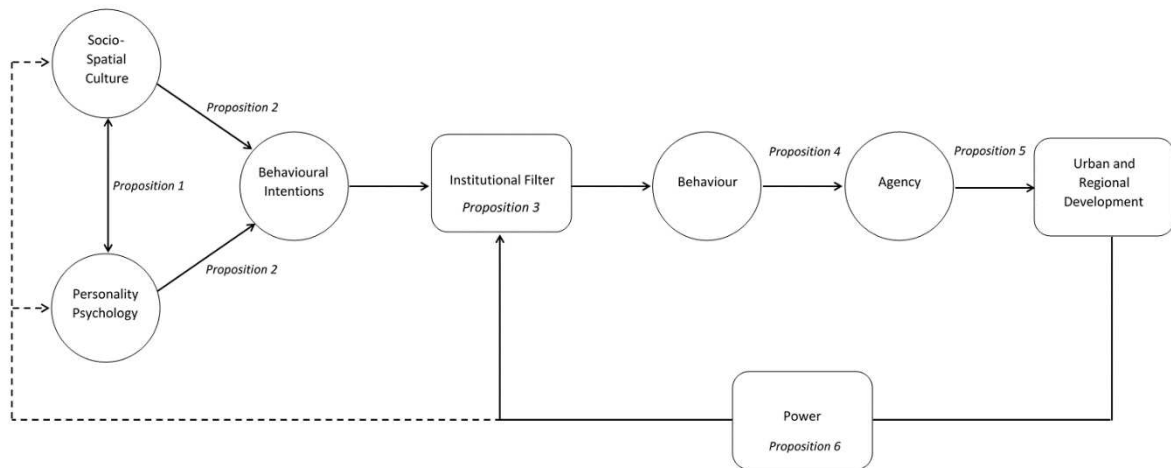 Socio-
Spatial
Culture
Proposition 2
Proposition 1
Behavioural
Intentions
Proposition 2
Personality
Psychology
Institutional Filter
Proposition 3
Behaviour
Proposition 4
Agency
Proposition 5
Urban and
Regional
Development
Power
Proposition 6